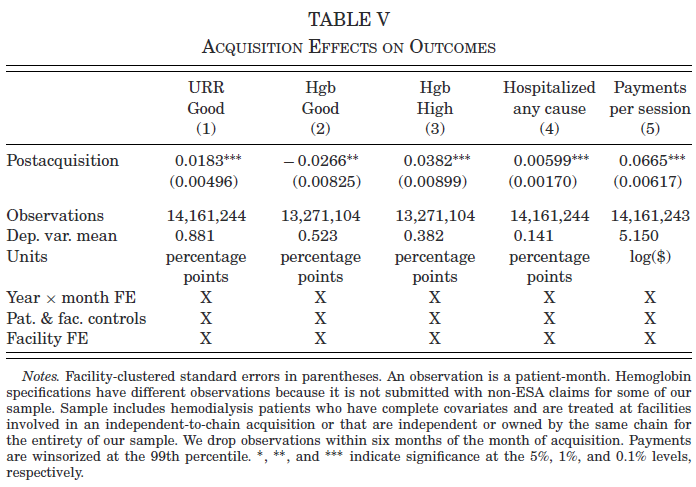 TABLE V
ACQUISITION EFFECTS ON OUTCOMES
URR Hgb Hgb Hospitalized Payments
Good Good High any cause per session
(1) (2) (3) (4) (5)
Postacquisition 0.0183*** −0.0266** 0.0382*** 0.00599*** 0.0665***
(0.00496) (0.00825) (0.00899) (0.00170) (0.00617)
Observations 14,161,244 13,271,104 13,271,104 14,161,244 14,161,243
Dep. var. mean 0.881 0.523 0.382 0.141 5.150
Units percentage percentage percentage percentage log($)
points points points points
Year × month FE X X X X X
Pat. & fac. controls X X X X X
Facility FE X X X X X
Notes. Facility-clustered standard errors in parentheses. An observation is a patient-month. Hemoglobin
specifications have different observations because it is not submitted with non-ESA claims for some of our
sample. Sample includes hemodialysis patients who have complete covariates and are treated at facilities
involved in an independent-to-chain acquisition or that are independent or owned by the same chain for
the entirety of our sample. We drop observations within six months of the month of acquisition. Payments
are winsorized at the 99th percentile. *, **, and *** indicate significance at the 5%, 1%, and 0.1% levels,
respectively.